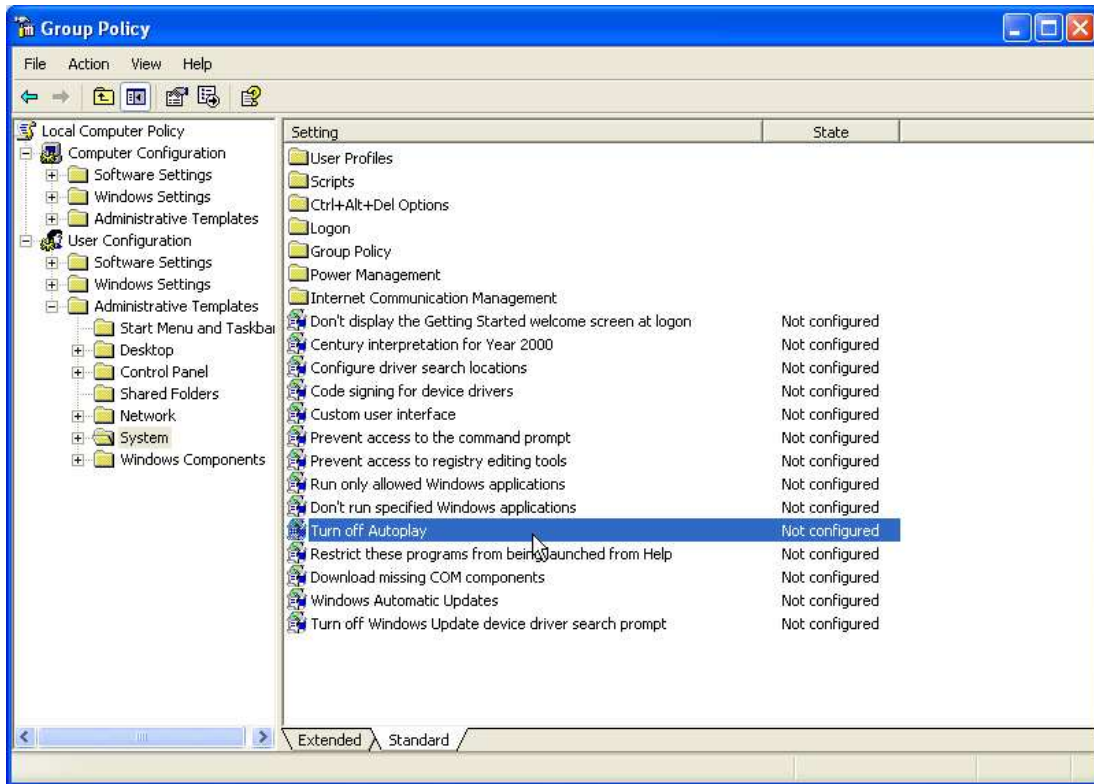 Group Policy
File Action View Help
Local Computer Policy
Computer Configuration
Software Settings
Windows Settings
Administrative Templates
User Configuration
Software Settings
Windows Settings
Administrative Templates
Start Menu and Taskbar
Desktop
Control Panel
Shared Folders
Network
System
Windows Components
Setting State
User Profiles
Scripts
Ctrl+Alt+Del Options
Logon
Group Policy
Power Management
Internet Communication Management
Don't display the Getting Started welcome screen at logon Not configured
Century interpretation for Year 2000 Not configured
Configure driver search locations Not configured
Code signing for device drivers Not configured
Custom user interface Not configured
Prevent access to the command prompt Not configured
Prevent access to registry editing tools Not configured
Run only allowed Windows applications Not configured
Don't run specified Windows applications Not configured
Turn off Autoplay Not configured
Restrict these programs from being launched from Help Not configured
Download missing COM components Not configured
Windows Automatic Updates Not configured
Turn off Windows Update device driver search prompt Not configured
Extended Standard